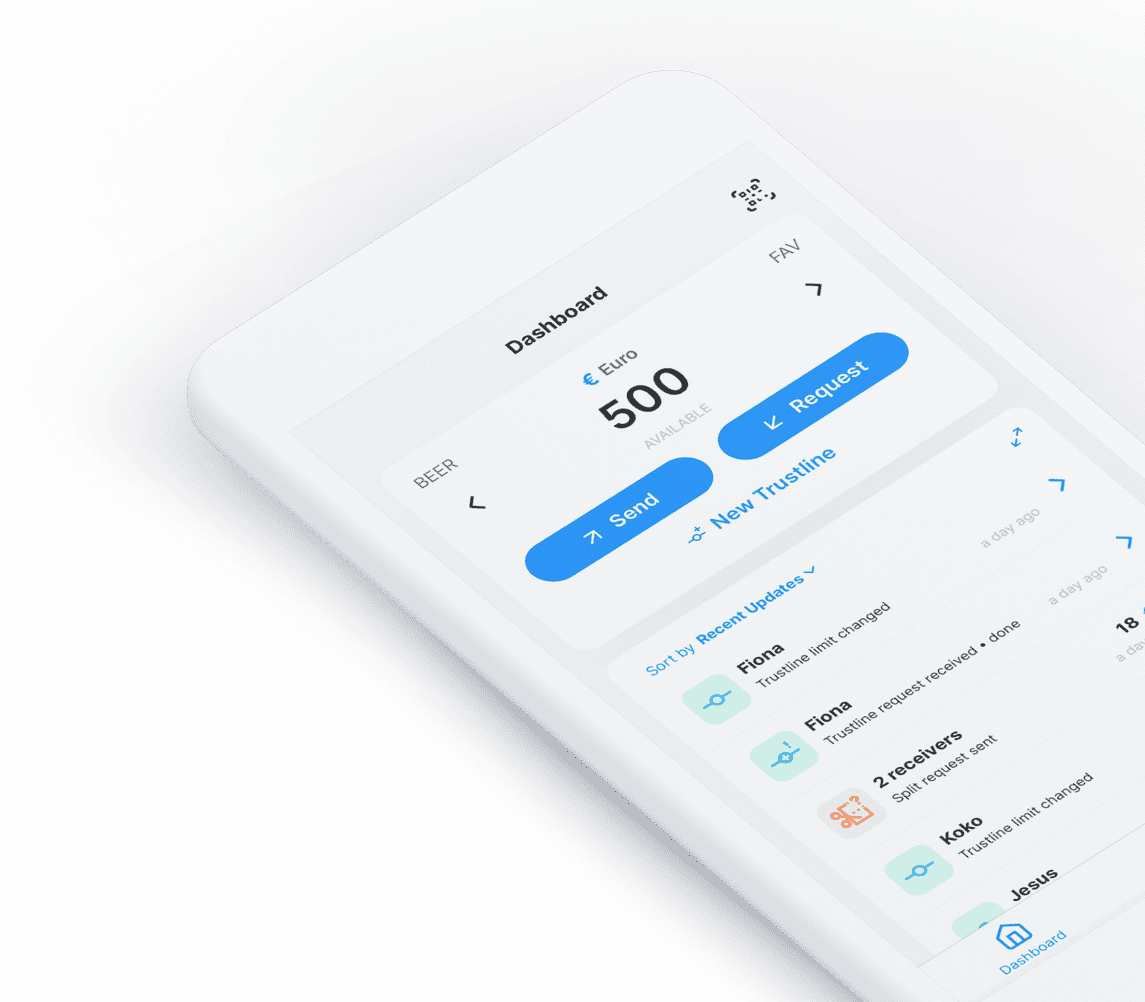 Dashboard
BEER
€ Euro
FAV
500
AVAILABLE
Send
Request
New Trustline
Sort by Recent Updates
Fiona
Trustline limit changed
a day ago
Fiona
Trustline request received • done
a day ago
2 receivers
Split request sent
18
a day
Koko
Trustline limit changed
Jesus
Dashboard